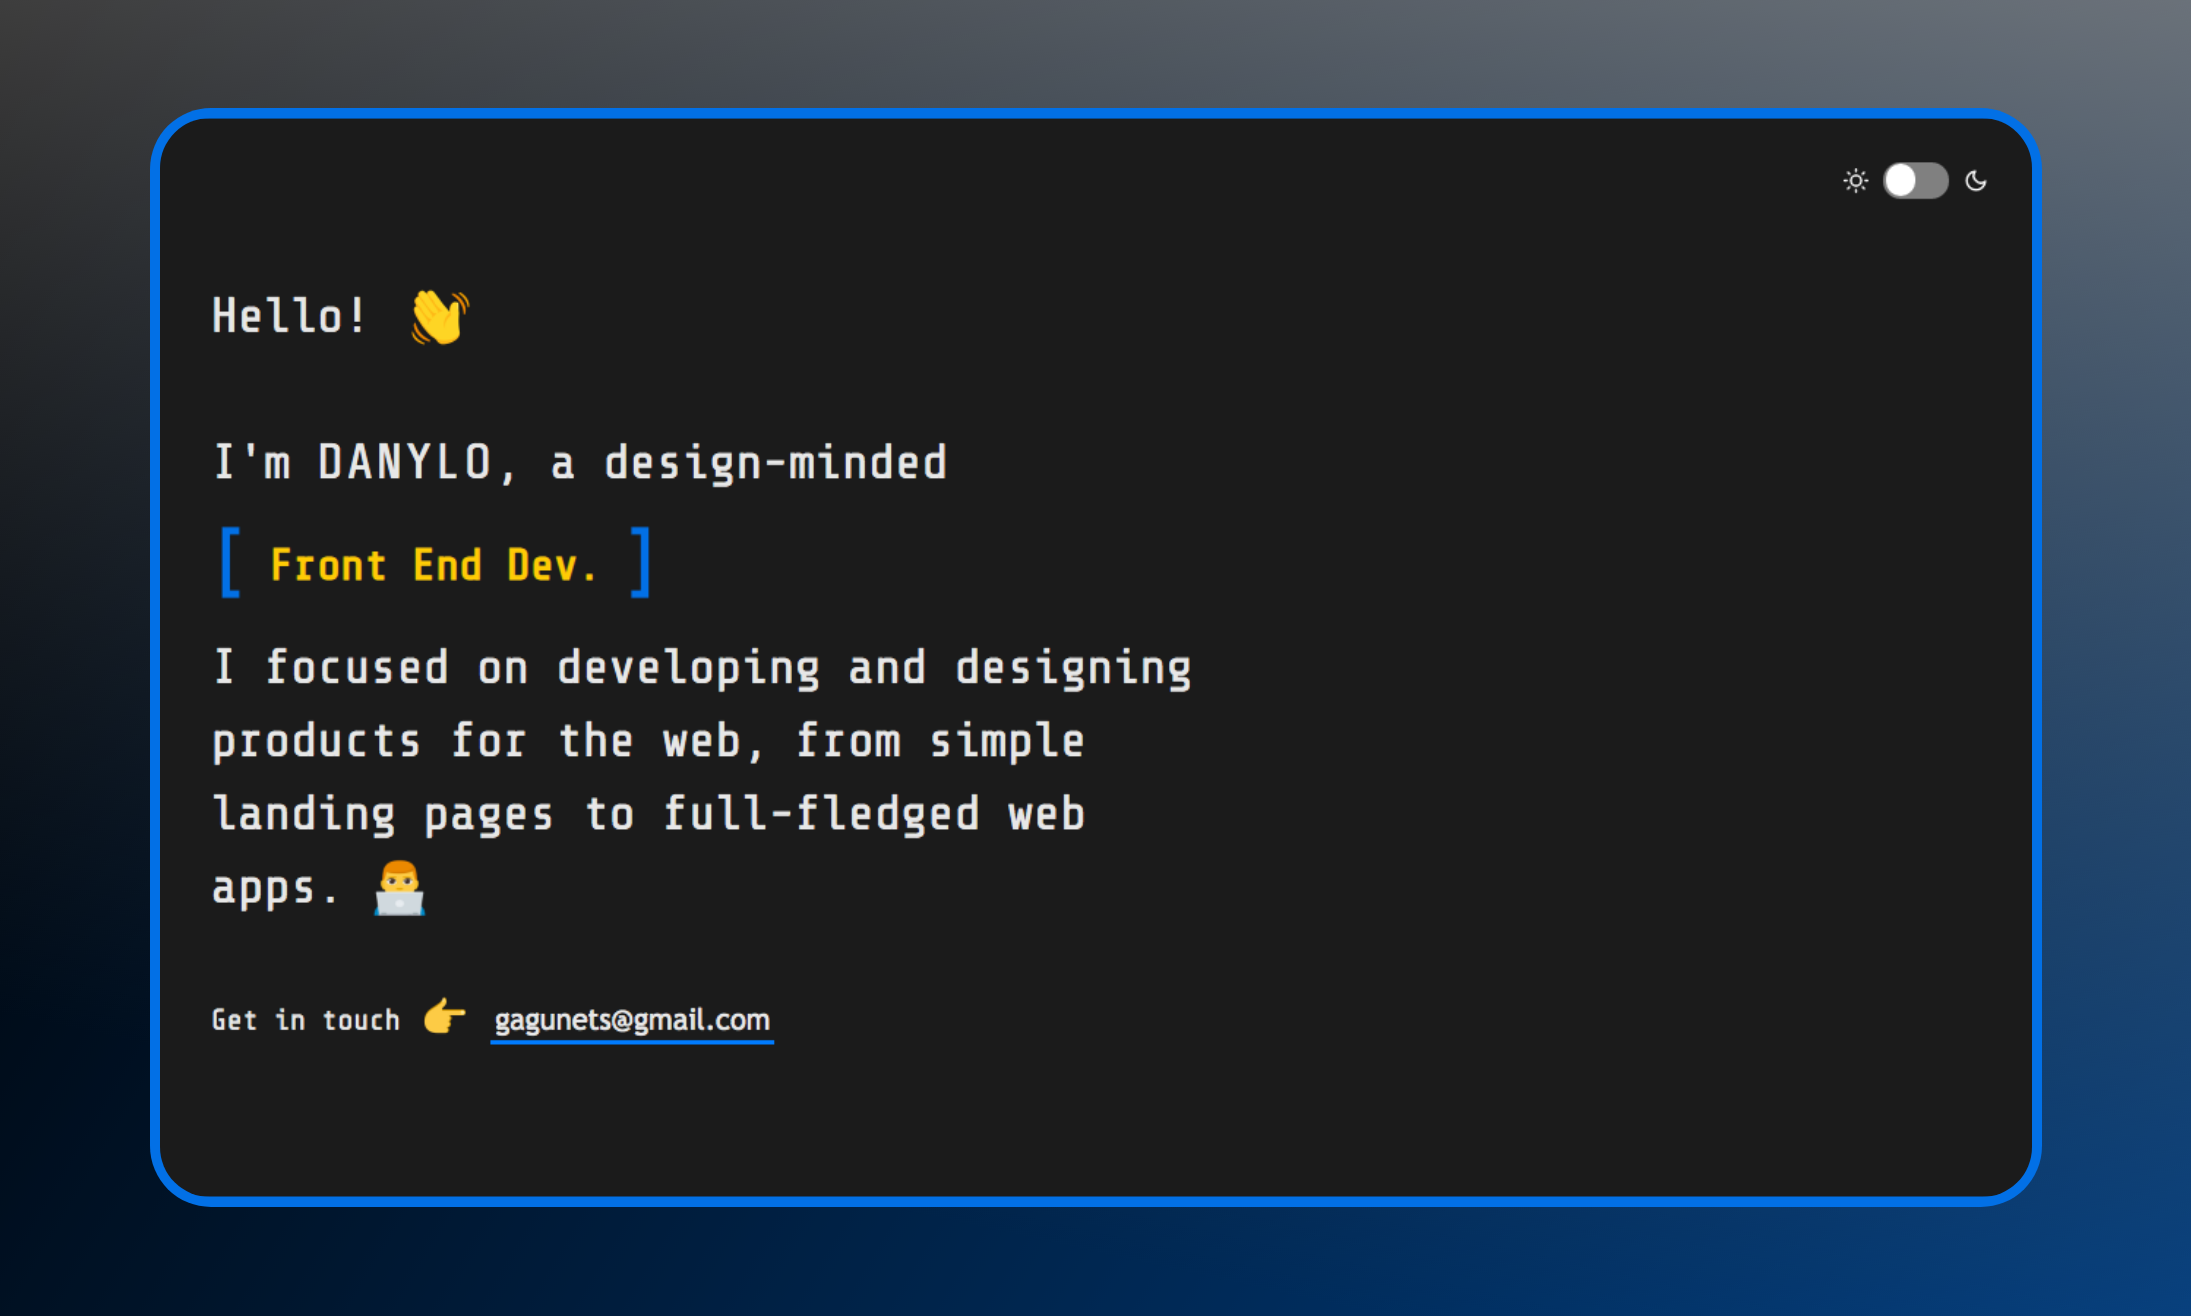 Hello! 👋
I'm DANYLO, a design-minded
[ Front End Dev. ]
I focused on developing and designing
products for the web, from simple
landing pages to full-fledged web
apps. 👨‍💻
Get in touch 👉 gagunets@gmail.com